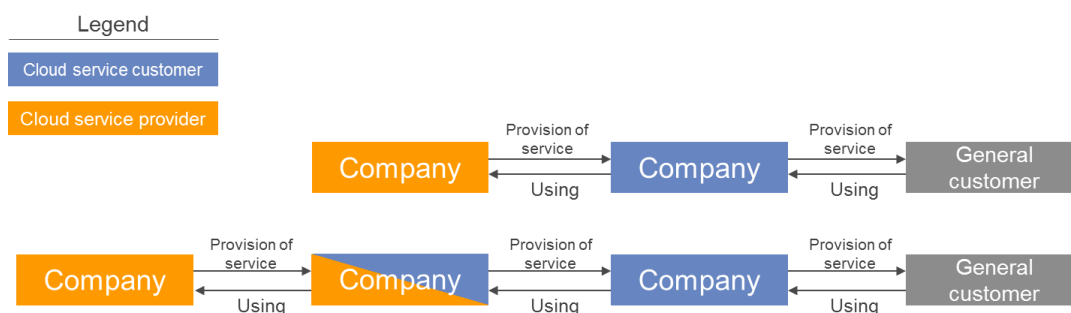 Legend
Cloud service customer
Cloud service provider
Company
Provision of
service
Using
Company
Provision of
service
Using
General
customer
Company
Provision of
service
Using
Company
Provision of
service
Using
Company
Provision of
service
Using
General
customer